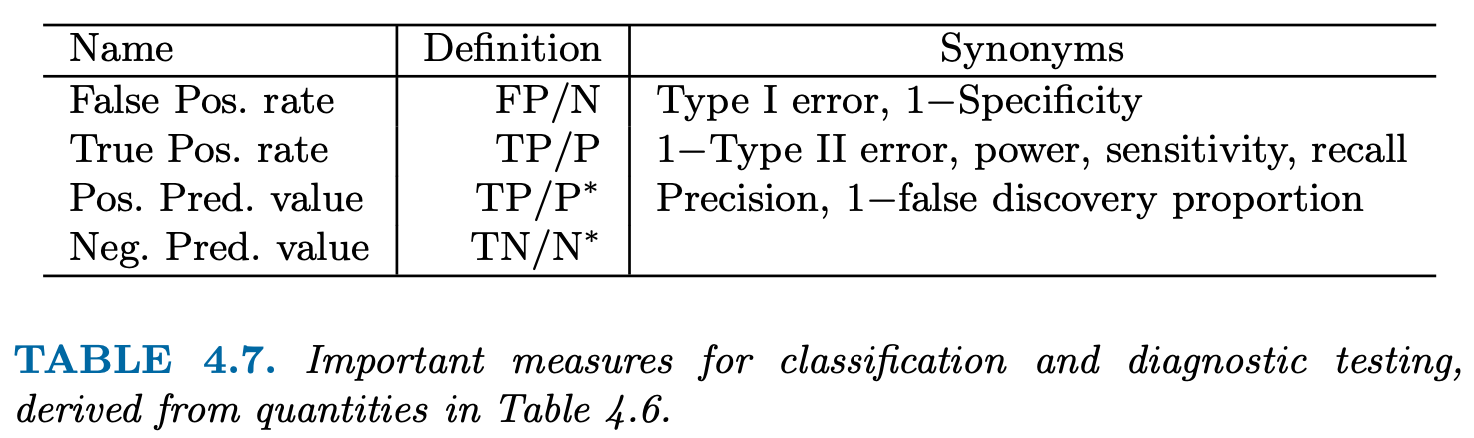 Name Definition Synonyms
False Pos. rate FP/N Type I error, 1−Specificity
True Pos. rate TP/P 1−Type II error, power, sensitivity, recall
Pos. Pred. value TP/P* Precision, 1−false discovery proportion
Neg. Pred. value TN/N*
TABLE 4.7. Important measures for classification and diagnostic testing,
derived from quantities in Table 4.6.